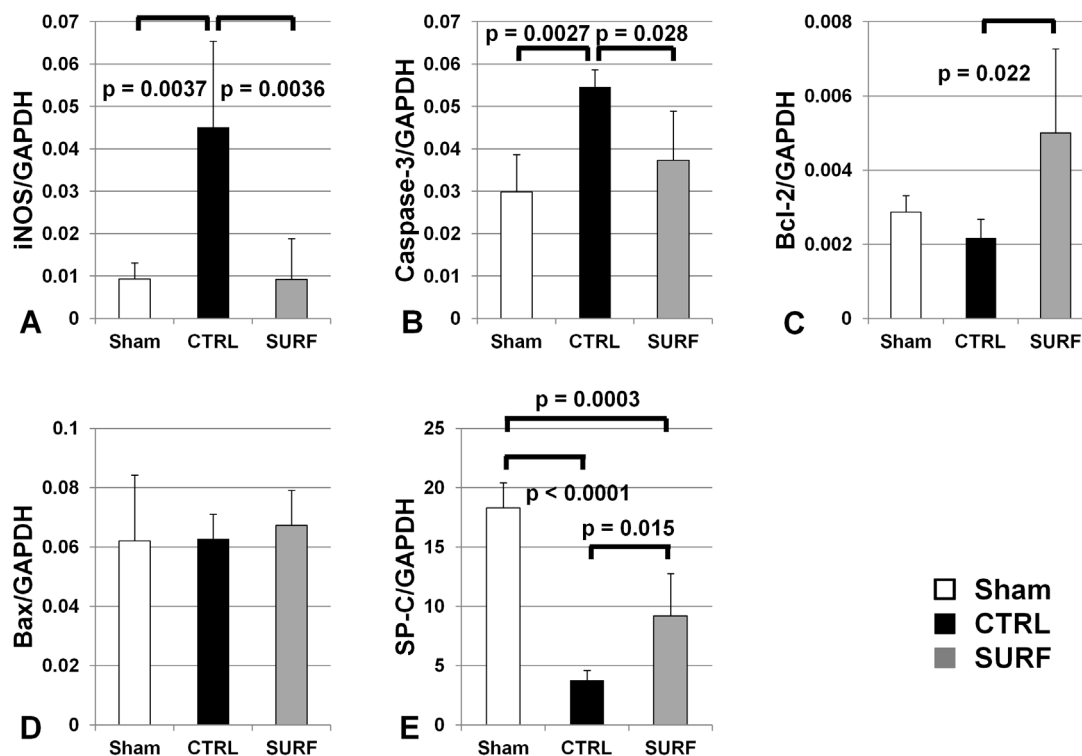 iNOS/GAPDH
0.07
0.06
0.05
0.04
0.03
0.02
0.01
0
p = 0.0037
p = 0.0036
A
Sham
CTRL
SURF
Caspase-3/GAPDH
0.07
0.06
0.05
0.04
0.03
0.02
0.01
0
p = 0.0027
p = 0.028
B
Sham
CTRL
SURF
Bcl-2/GAPDH
0.008
0.006
0.004
0.002
0
p = 0.022
C
Sham
CTRL
SURF
Bax/GAPDH
0.1
0.08
0.06
0.04
0.02
0
D
Sham
CTRL
SURF
SP-C/GAPDH
25
20
15
10
5
0
p = 0.0003
p < 0.0001
p = 0.015
E
Sham
CTRL
SURF
Sham
CTRL
SURF